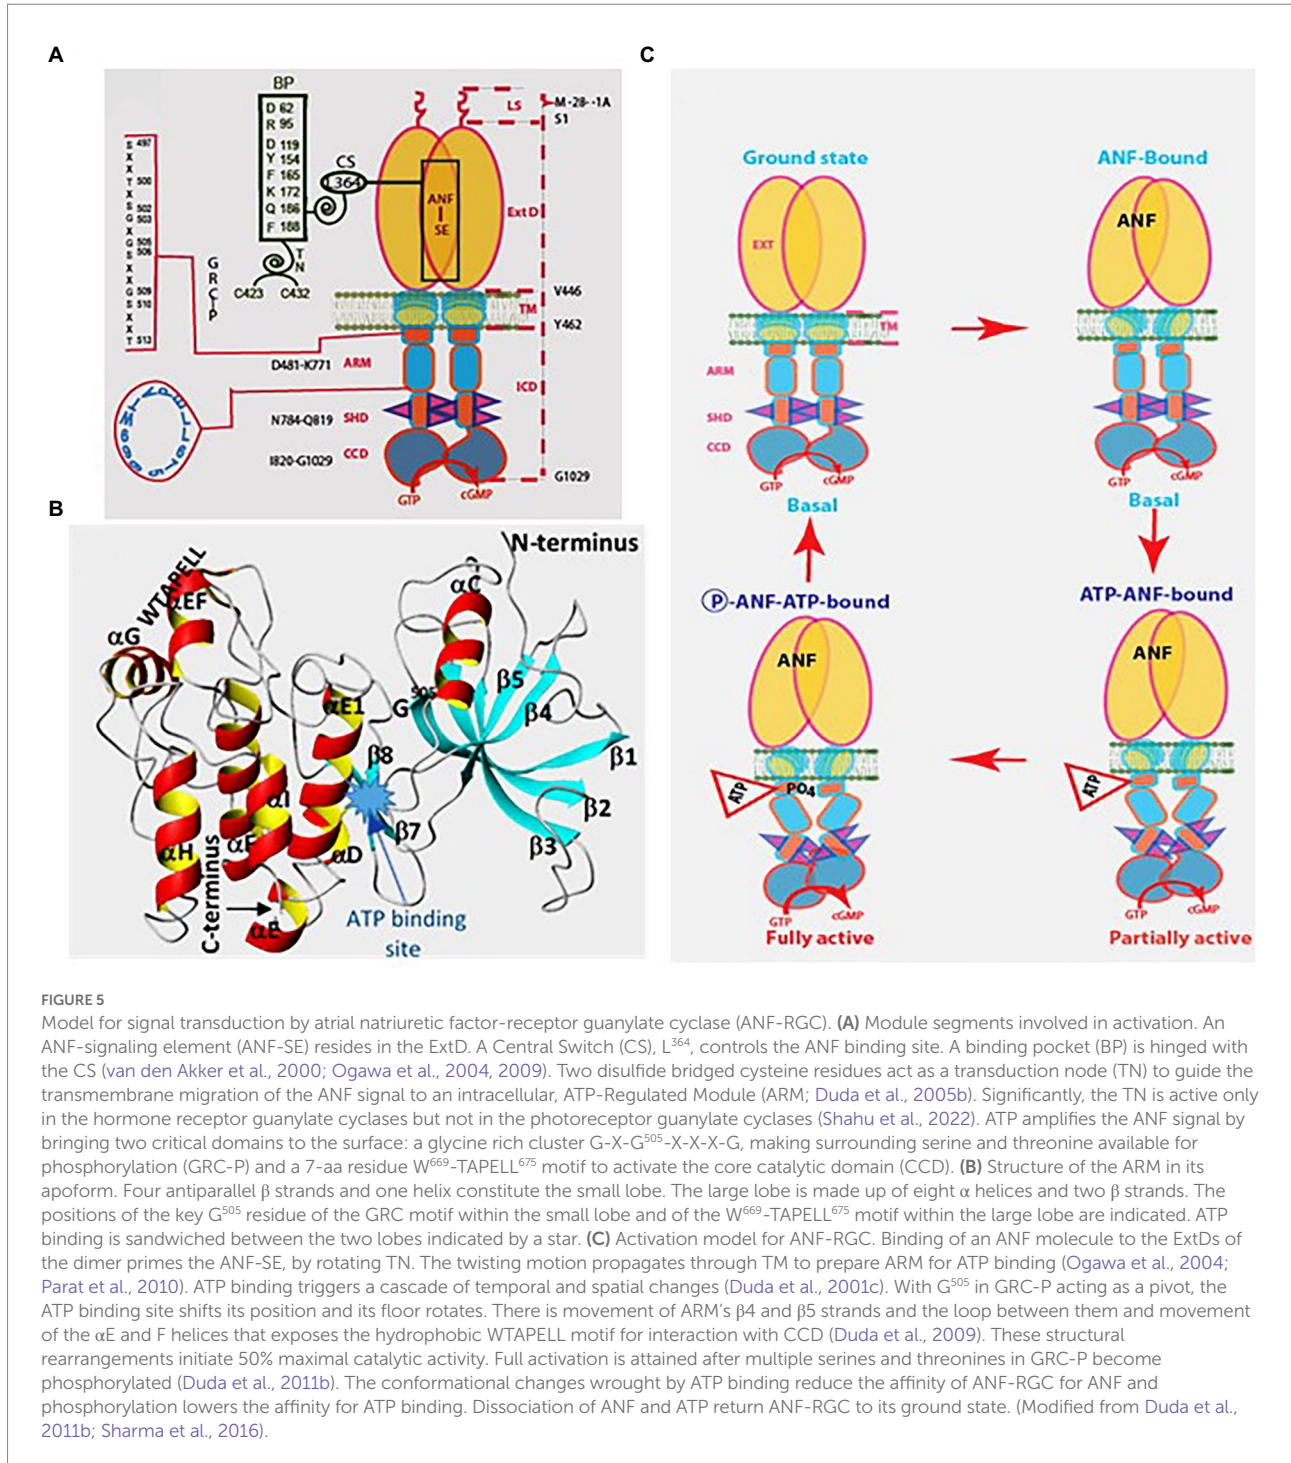 A
BP
D 62
R 95
D 119
Y 154
F 165
K 172
Q 186
F 188
CS
L364
TN
C423 C432
S 497
X
X
T 500
X
S 502
G 503
X
G 505
S 506
X
X
X 509
G
S 510
X
X
T 513
GRC-P
ANF
SE
LS
M-28--1A
S1
ExtD
V446
TM
Y462
ICD
D481-K771 ARM
N784-Q819 SHD
I820-G1029 CCD
G1029
GTP
cGMP
B
N-terminus
WTAPELL
αEF
αG
αC
αE1
G505
β5
β4
β1
β8
β2
β7
β3
αI
αH
αF
αD
C-terminus
αE
ATP binding
site
C
Ground state
EXT
TM
ARM
SHD
CCD
GTP
cGMP
Basal
ANF-Bound
ANF
GTP
cGMP
Basal
P-ANF-ATP-bound
ANF
ATP
PO4
GTP
cGMP
Fully active
ATP-ANF-bound
ANF
ATP
GTP
cGMP
Partially active
FIGURE 5
Model for signal transduction by atrial natriuretic factor-receptor guanylate cyclase (ANF-RGC). (A) Module segments involved in activation. An
ANF-signaling element (ANF-SE) resides in the ExtD. A Central Switch (CS), L364, controls the ANF binding site. A binding pocket (BP) is hinged with
the CS (van den Akker et al., 2000; Ogawa et al., 2004, 2009). Two disulfide bridged cysteine residues act as a transduction node (TN) to guide the
transmembrane migration of the ANF signal to an intracellular, ATP-Regulated Module (ARM; Duda et al., 2005b). Significantly, the TN is active only
in the hormone receptor guanylate cyclases but not in the photoreceptor guanylate cyclases (Shahu et al., 2022). ATP amplifies the ANF signal by
bringing two critical domains to the surface: a glycine rich cluster G-X-G505-X-X-X-G, making surrounding serine and threonine available for
phosphorylation (GRC-P) and a 7-aa residue W669-TAPELL675 motif to activate the core catalytic domain (CCD). (B) Structure of the ARM in its
apoform. Four antiparallel β strands and one helix constitute the small lobe. The large lobe is made up of eight α helices and two β strands. The
positions of the key G505 residue of the GRC motif within the small lobe and of the W669-TAPELL675 motif within the large lobe are indicated. ATP
binding is sandwiched between the two lobes indicated by a star. (C) Activation model for ANF-RGC. Binding of an ANF molecule to the ExtDs of
the dimer primes the ANF-SE, by rotating TN. The twisting motion propagates through TM to prepare ARM for ATP binding (Ogawa et al., 2004;
Parat et al., 2010). ATP binding triggers a cascade of temporal and spatial changes (Duda et al., 2001c). With G505 in GRC-P acting as a pivot, the
ATP binding site shifts its position and its floor rotates. There is movement of ARM's β4 and β5 strands and the loop between them and movement
of the αE and F helices that exposes the hydrophobic WTAPELL motif for interaction with CCD (Duda et al., 2009). These structural
rearrangements initiate 50% maximal catalytic activity. Full activation is attained after multiple serines and threonines in GRC-P become
phosphorylated (Duda et al., 2011b). The conformational changes wrought by ATP binding reduce the affinity of ANF-RGC for ANF and
phosphorylation lowers the affinity for ATP binding. Dissociation of ANF and ATP return ANF-RGC to its ground state. (Modified from Duda et al.,
2011b; Sharma et al., 2016).